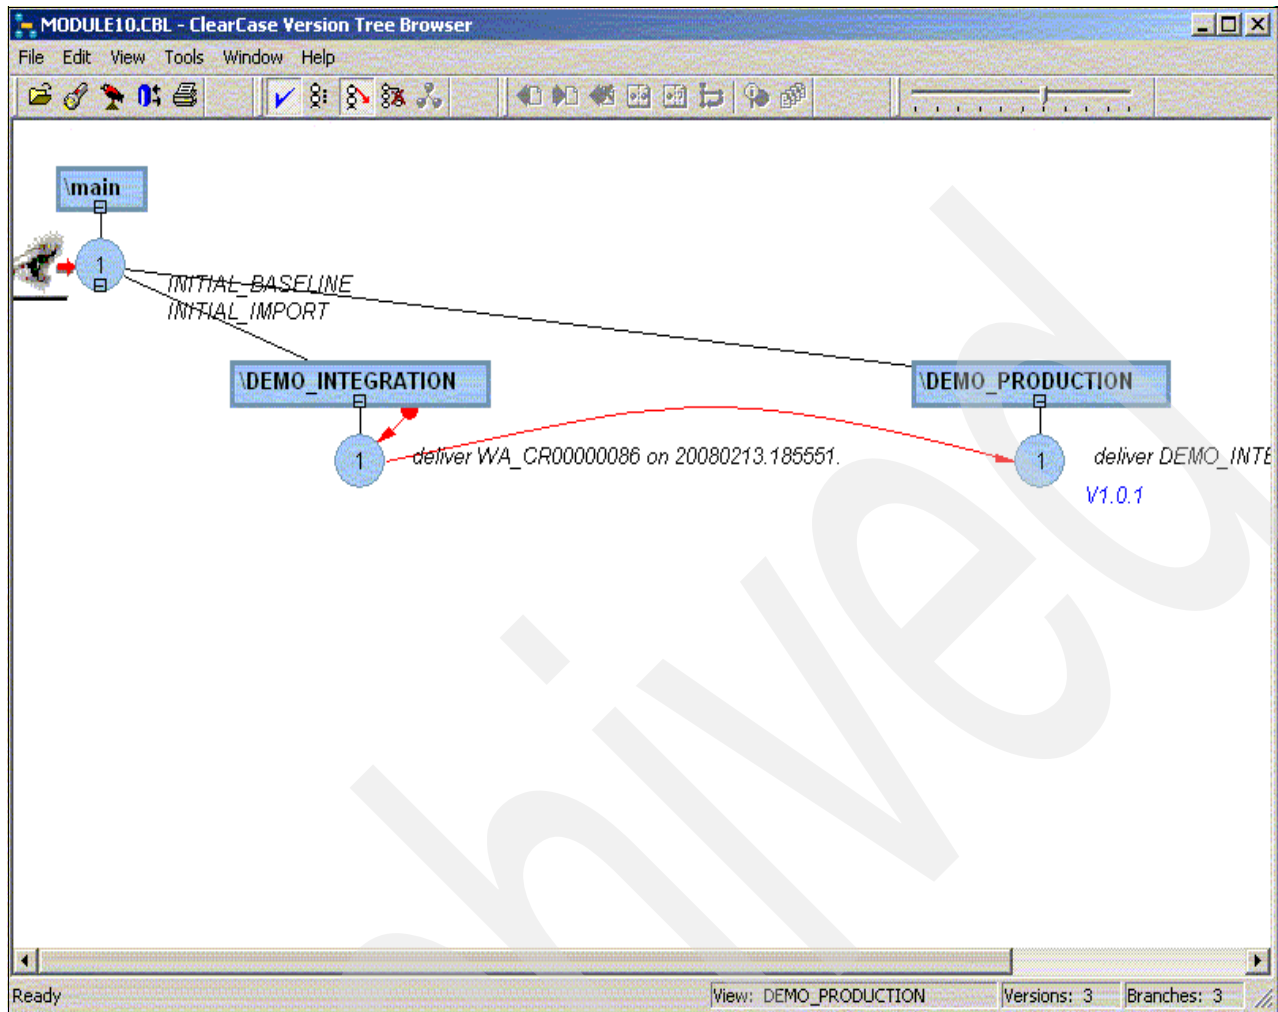 MODULE10.CBL - ClearCase Version Tree Browser
File Edit View Tools Window Help
\main
1
INITIAL_BASELINE
INITIAL_IMPORT
\DEMO_INTEGRATION
\DEMO_PRODUCTION
1
deliver WA_CR00000086 on 20080213.185551.
1
deliver DEMO_INTE
V1.0.1
hived
Ready
View: DEMO_PRODUCTION
Versions: 3
Branches: 3